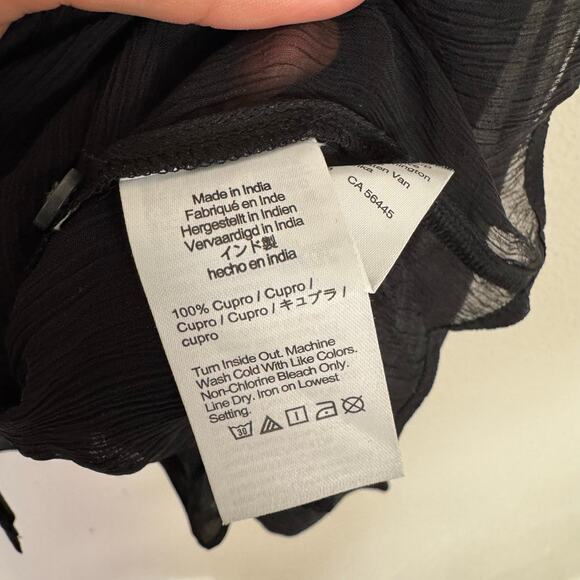 Made in India
Fabriqué en Inde
Hergestellt in Indien
Vervaardigd in India
インド製
hecho en india
100% Cupro / Cupro /
Cupro / Cupro / キュプラ /
cupro
Turn Inside Out. Machine
Wash Cold With Like Colors.
Non-Chlorine Bleach Only.
Line Dry. Iron on Lowest
Setting.
30
ten Van
CA 56445